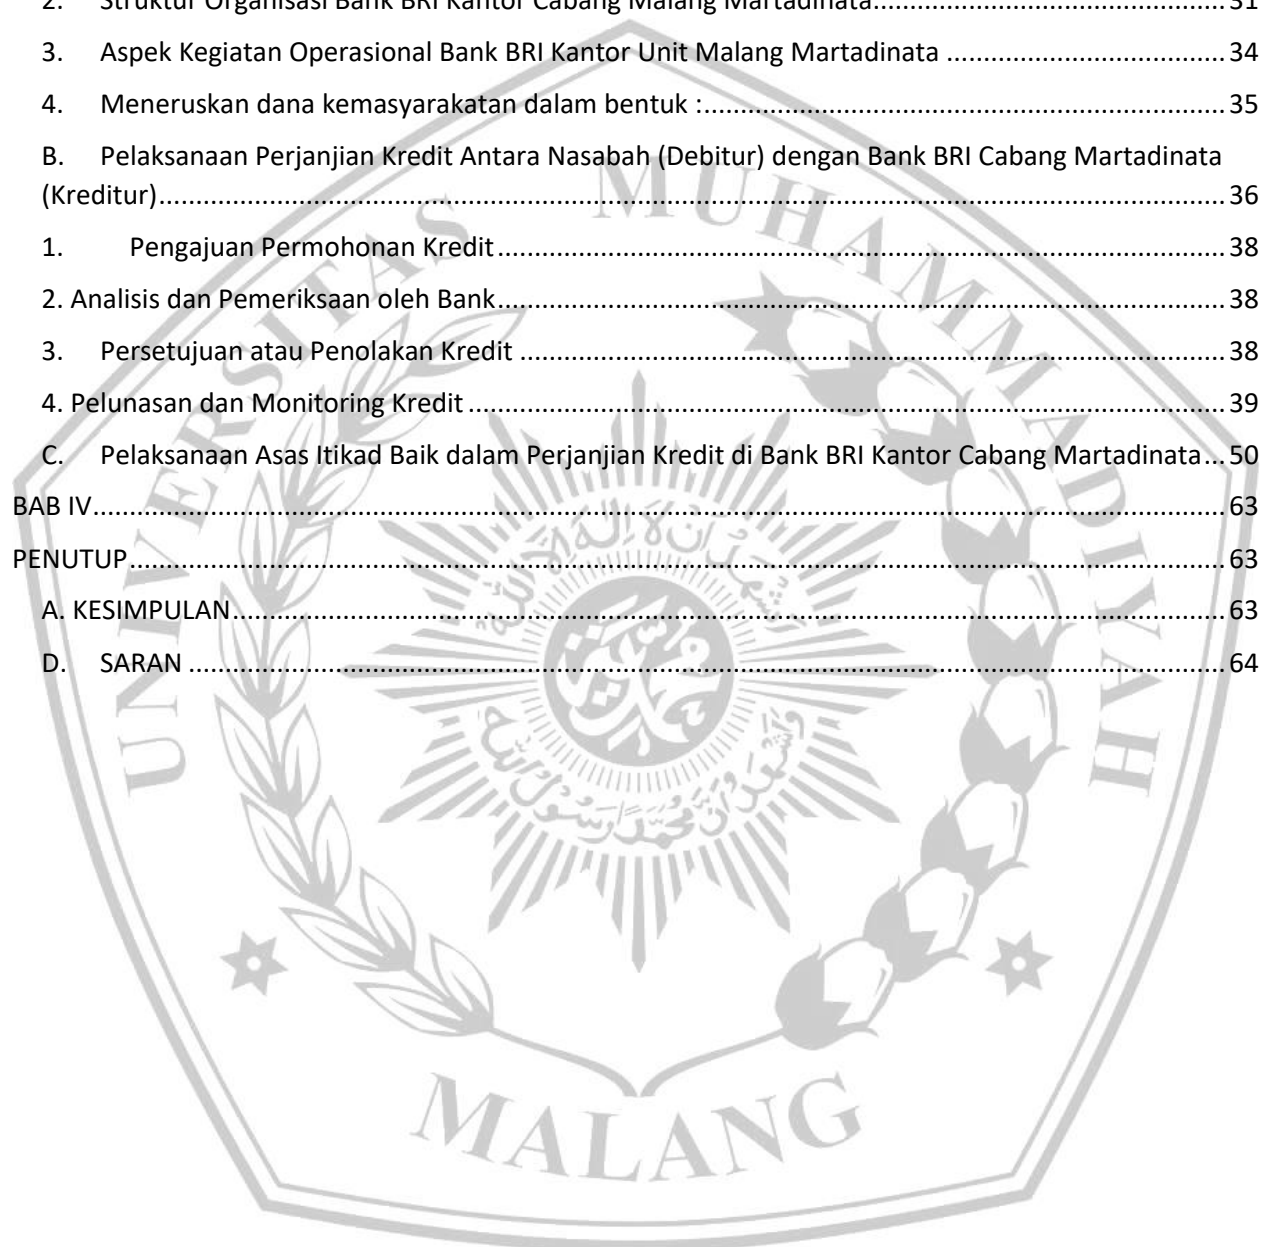 2. Struktur Organisasi Bank BRI Kantor Cabang Malang Martadinata.......................................................31
3. Aspek Kegiatan Operasional Bank BRI Kantor Unit Malang Martadinata .......................................34
4. Meneruskan dana kemasyarakatan dalam bentuk :.......................................................................35
B. Pelaksanaan Perjanjian Kredit Antara Nasabah (Debitur) dengan Bank BRI Cabang Martadinata
(Kreditur)..............................................................................................................................36
1. Pengajuan Permohonan Kredit.................................................................................................38
2. Analisis dan Pemeriksaan oleh Bank..........................................................................................38
3. Persetujuan atau Penolakan Kredit ...........................................................................................38
4. Pelunasan dan Monitoring Kredit ..............................................................................................39
C. Pelaksanaan Asas Itikad Baik dalam Perjanjian Kredit di Bank BRI Kantor Cabang Martadinata...50
BAB IV.....................................................................................................................................63
PENUTUP.................................................................................................................................63
A. KESIMPULAN.......................................................................................................................63
D. SARAN ................................................................................................................................64
UNIVERSITAS MUHAMMADIYAH
MALANG